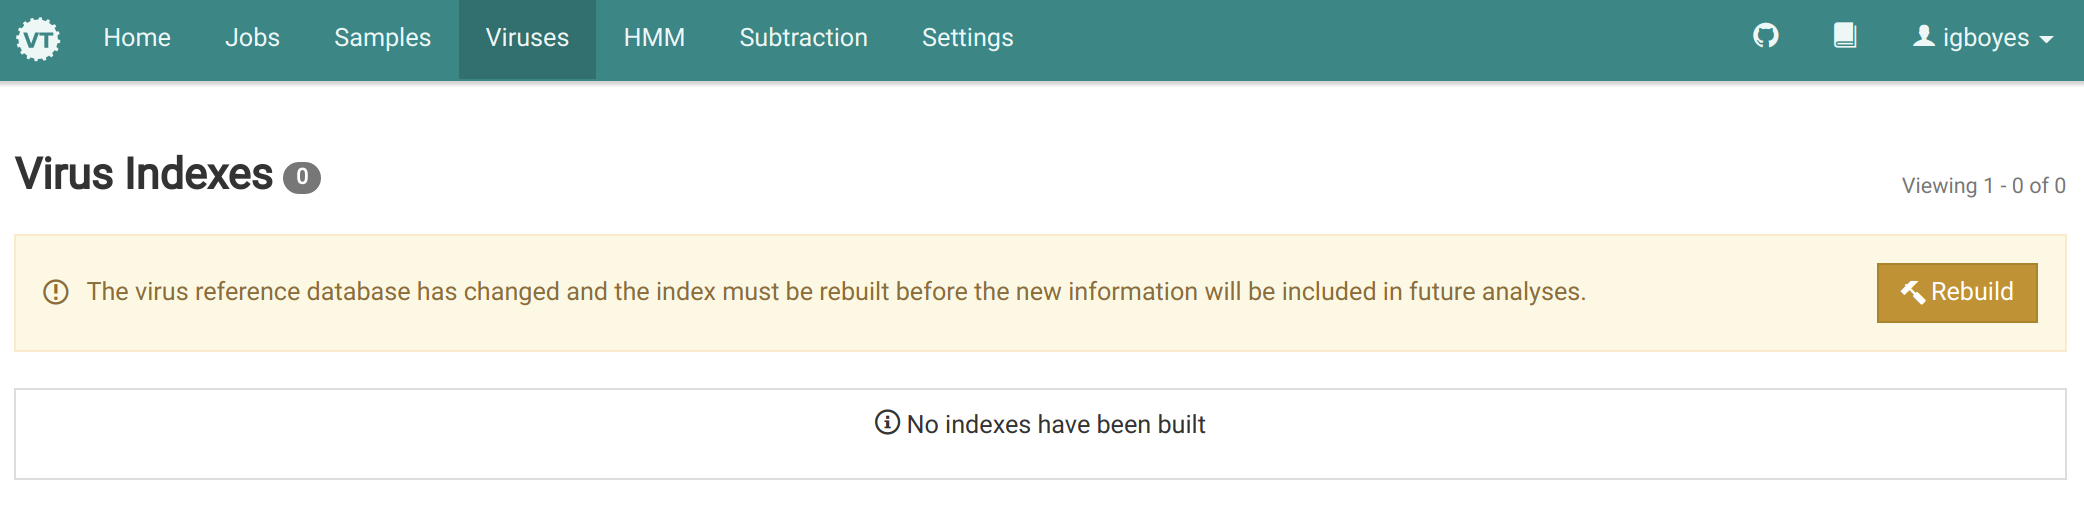 VT Home Jobs Samples Viruses HMM Subtraction Settings igboyes
Virus Indexes 0
Viewing 1 - 0 of 0
The virus reference database has changed and the index must be rebuilt before the new information will be included in future analyses. Rebuild
No indexes have been built